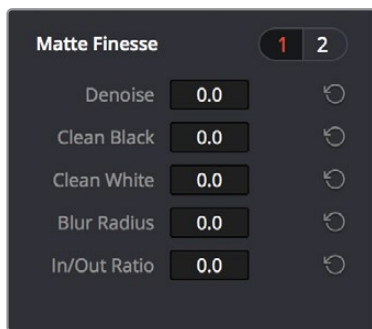 Matte Finesse 1 2
Denoise 0.0
Clean Black 0.0
Clean White 0.0
Blur Radius 0.0
In/Out Ratio 0.0